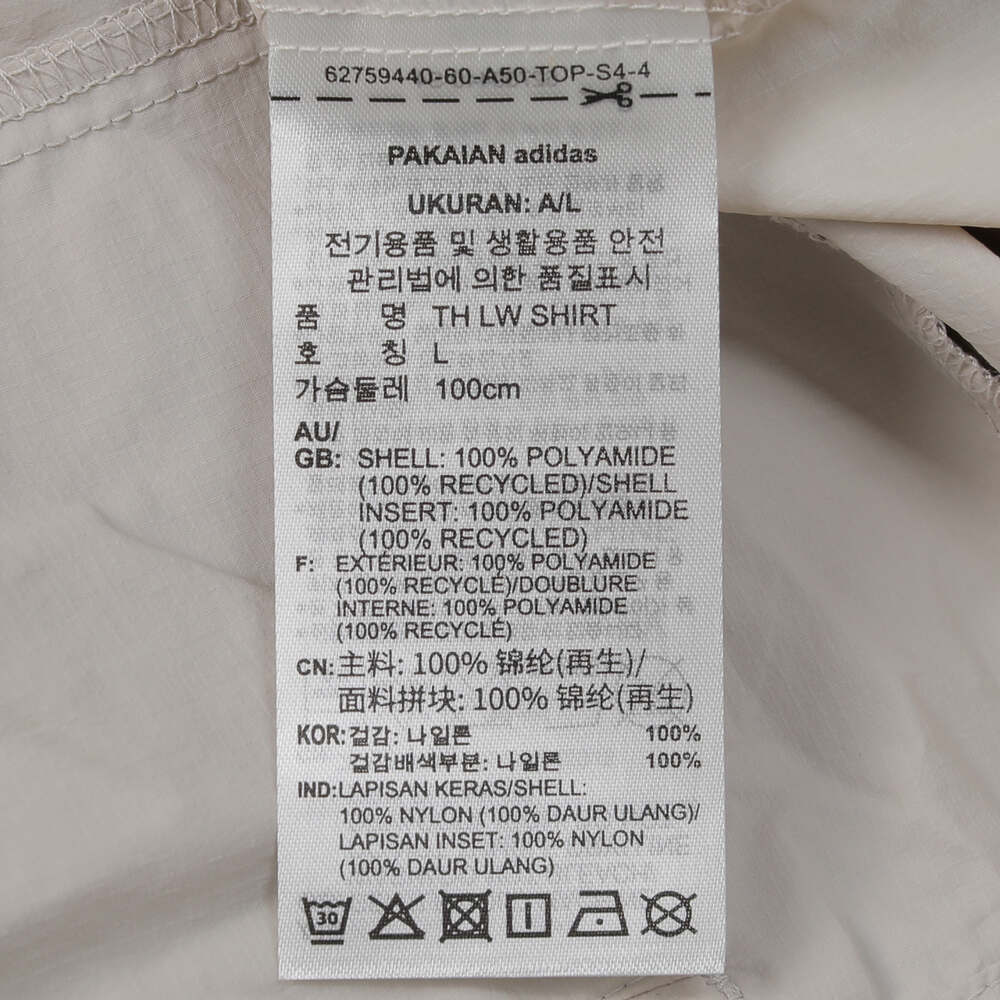 62759440-60-A50-TOP-S4-4
PAKAIAN adidas
UKURAN: A/L
전기용품 및 생활용품 안전
관리법에 의한 품질표시
품 명 TH LW SHIRT
호 칭 L
가슴둘레 100cm
AU/
GB: SHELL: 100% POLYAMIDE
(100% RECYCLED)/SHELL
INSERT: 100% POLYAMIDE
(100% RECYCLED)
F: EXTÉRIEUR: 100% POLYAMIDE
(100% RECYCLÉ)/DOUBLURE
INTERNE: 100% POLYAMIDE
(100% RECYCLÉ)
CN: 主料: 100% 锦纶(再生)/
面料拼块: 100% 锦纶(再生)
KOR: 겉감: 나일론 100%
겉감배색부분: 나일론 100%
IND: LAPISAN KERAS/SHELL:
100% NYLON (100% DAUR ULANG)/
LAPISAN INSET: 100% NYLON
(100% DAUR ULANG)
30